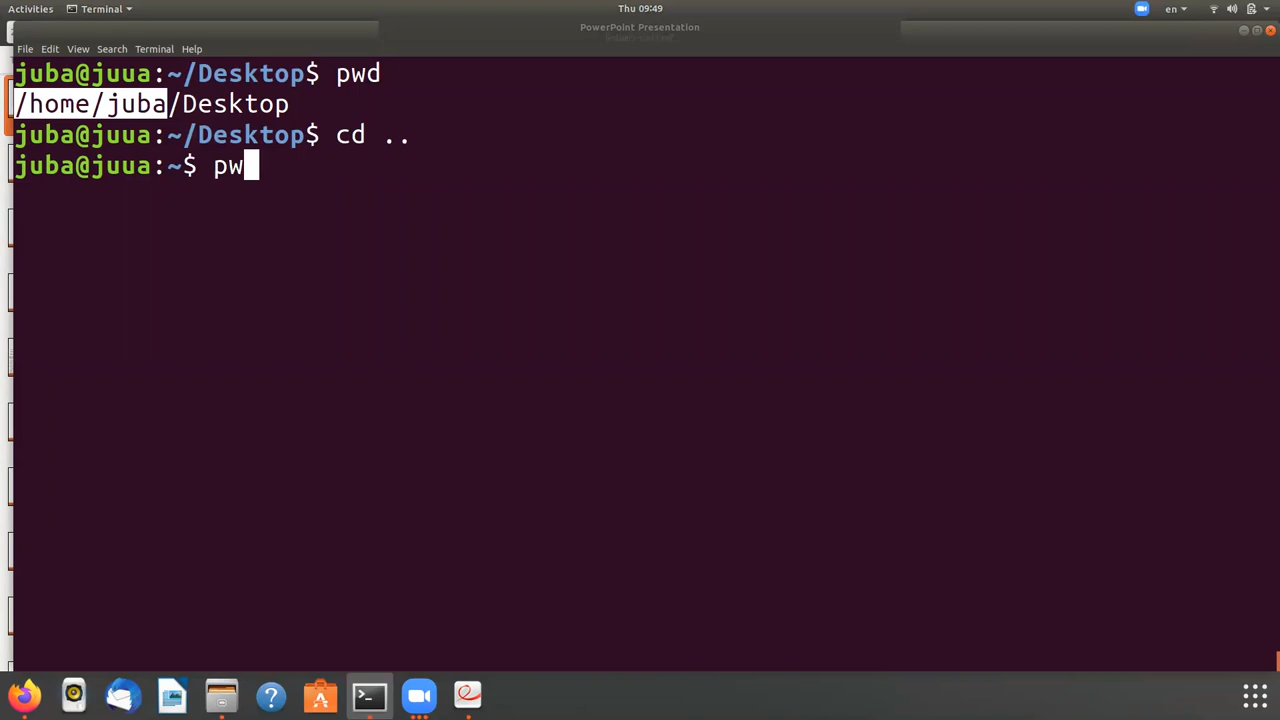 Activities Terminal Thu 09:49 en
PowerPoint Presentation
File Edit View Search Terminal Help
juba@juua:~/Desktop$ pwd
/home/juba/Desktop
juba@juua:~/Desktop$ cd ..
juba@juua:~$ pw